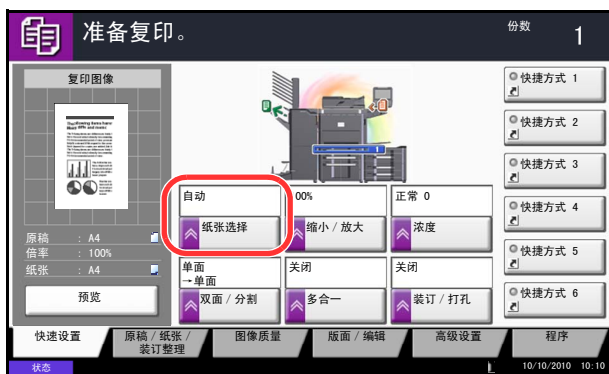 准备复印。
份数
1
复印图像
原稿 : A4
倍率 : 100%
纸张 : A4
预览
自动
纸张选择
00%
缩小 / 放大
正常 0
浓度
单面
→单面
双面 / 分割
关闭
多合一
关闭
装订 / 打孔
快捷方式 1
快捷方式 2
快捷方式 3
快捷方式 4
快捷方式 5
快捷方式 6
快速设置
原稿 / 纸张 /
装订整理
图像质量
版面 / 编辑
高级设置
程序
状态
10/10/2010 10:10